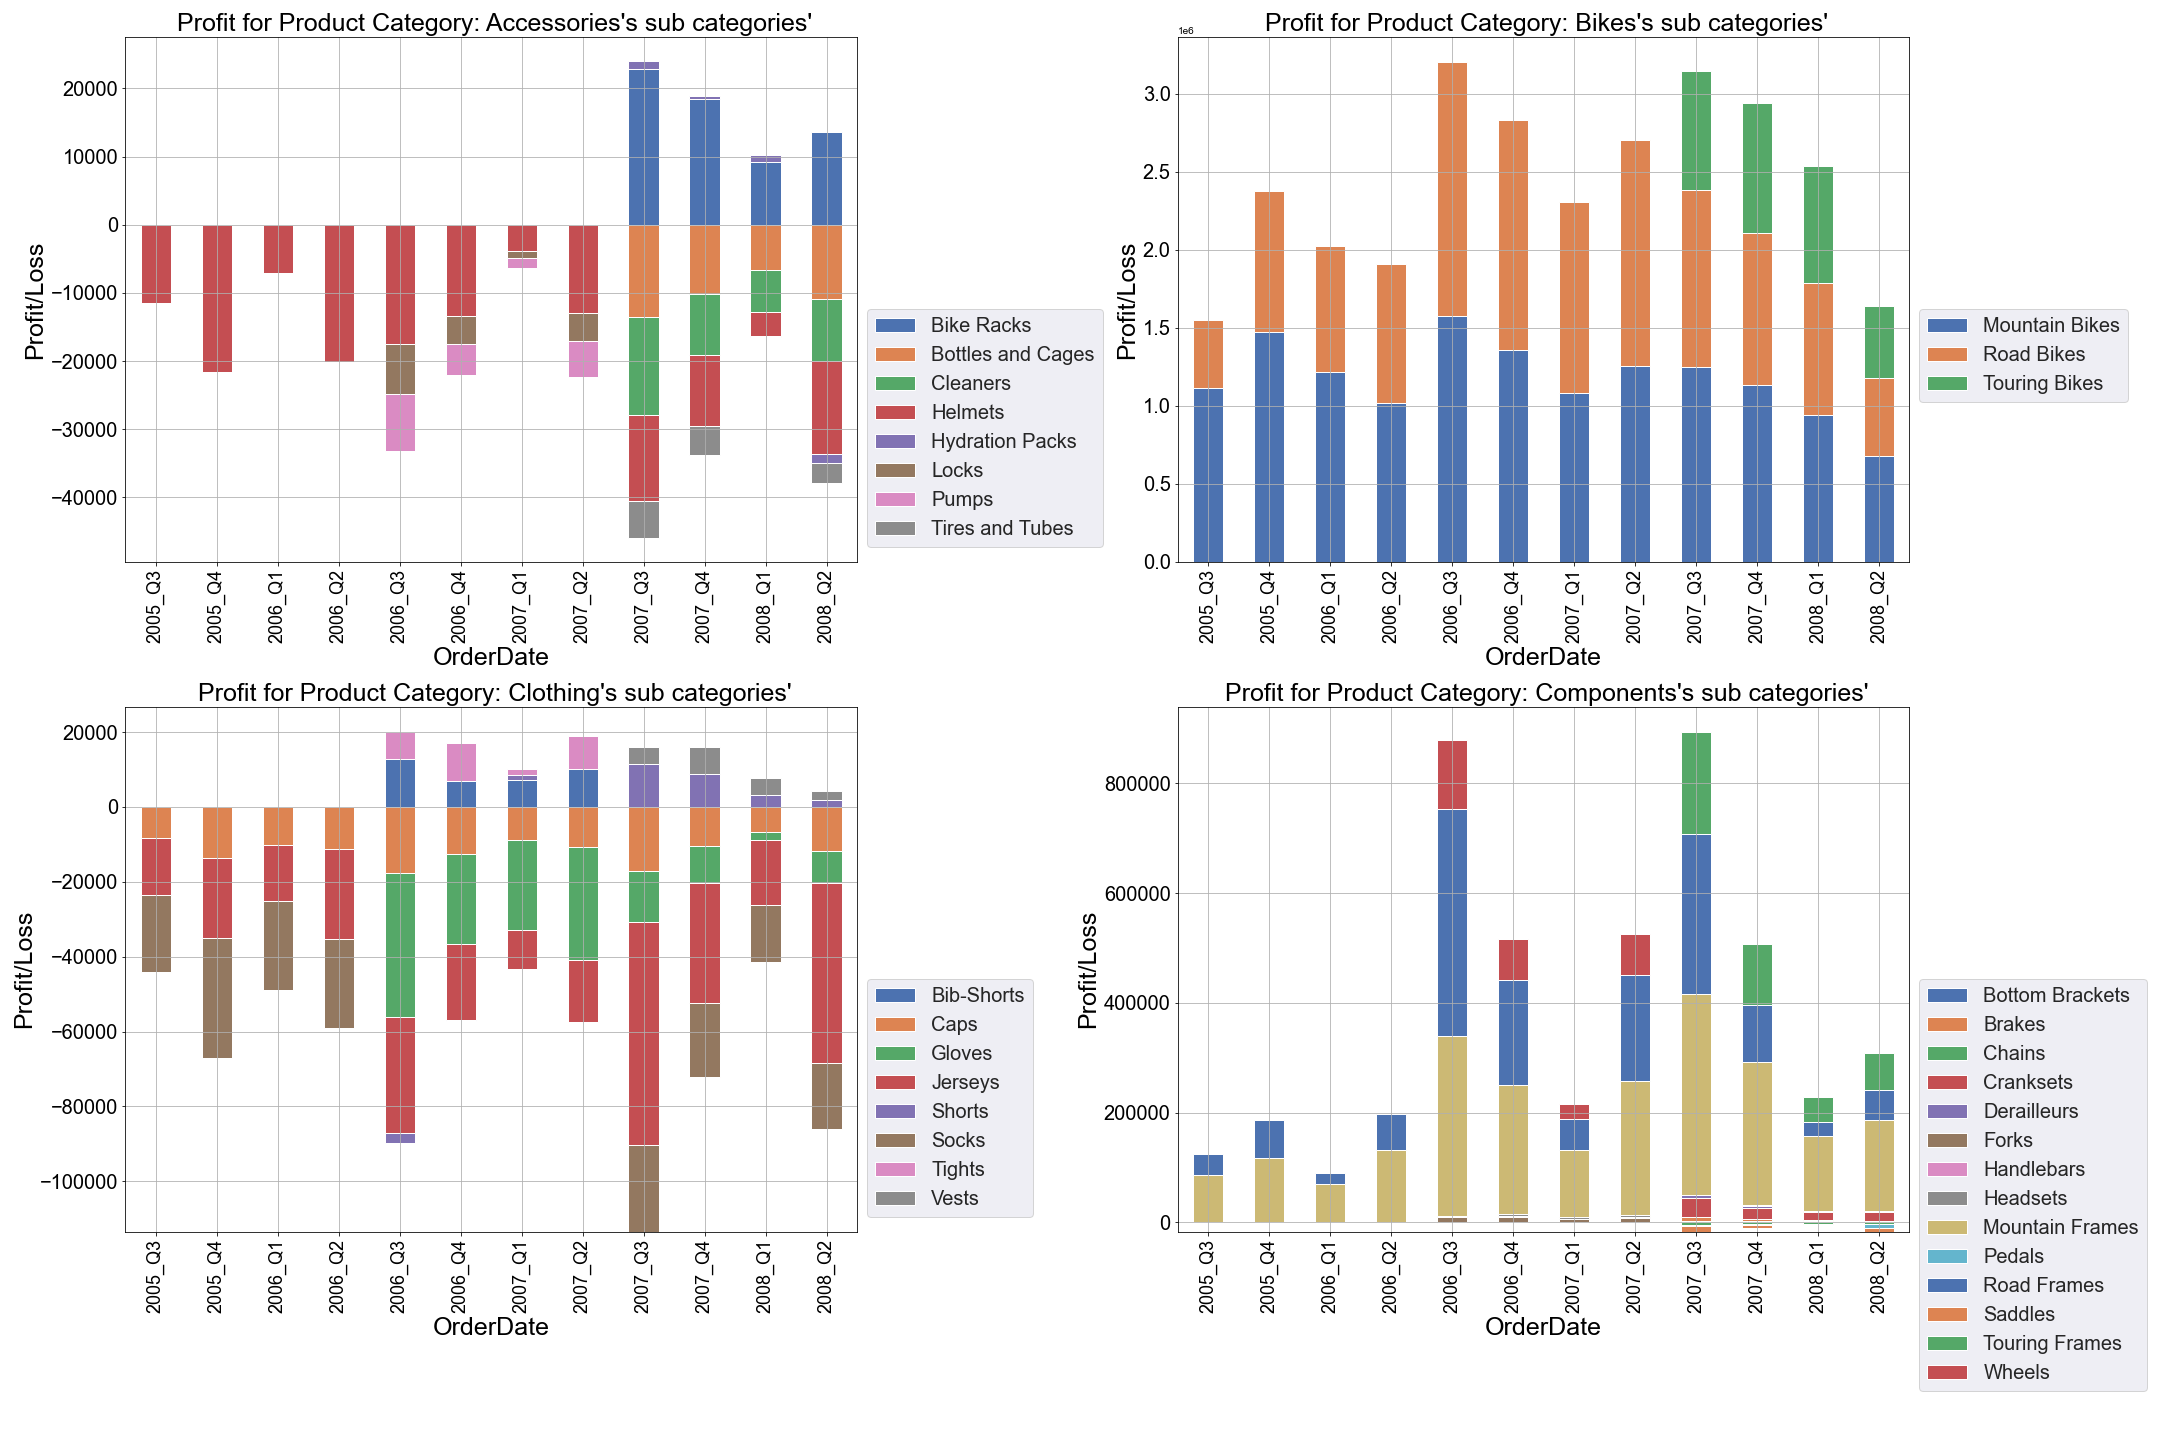 Profit for Product Category: Accessories's sub categories'
Profit/Loss
20000
10000
0
−10000
−20000
−30000
−40000
2005_Q3
2005_Q4
2006_Q1
2006_Q2
2006_Q3
2006_Q4
2007_Q1
2007_Q2
2007_Q3
2007_Q4
2008_Q1
2008_Q2
OrderDate
Bike Racks
Bottles and Cages
Cleaners
Helmets
Hydration Packs
Locks
Pumps
Tires and Tubes
Profit for Product Category: Bikes's sub categories'
1e6
Profit/Loss
3.0
2.5
2.0
1.5
1.0
0.5
0.0
2005_Q3
2005_Q4
2006_Q1
2006_Q2
2006_Q3
2006_Q4
2007_Q1
2007_Q2
2007_Q3
2007_Q4
2008_Q1
2008_Q2
OrderDate
Mountain Bikes
Road Bikes
Touring Bikes
Profit for Product Category: Clothing's sub categories'
Profit/Loss
20000
0
−20000
−40000
−60000
−80000
−100000
2005_Q3
2005_Q4
2006_Q1
2006_Q2
2006_Q3
2006_Q4
2007_Q1
2007_Q2
2007_Q3
2007_Q4
2008_Q1
2008_Q2
OrderDate
Bib-Shorts
Caps
Gloves
Jerseys
Shorts
Socks
Tights
Vests
Profit for Product Category: Components's sub categories'
Profit/Loss
800000
600000
400000
200000
0
2005_Q3
2005_Q4
2006_Q1
2006_Q2
2006_Q3
2006_Q4
2007_Q1
2007_Q2
2007_Q3
2007_Q4
2008_Q1
2008_Q2
OrderDate
Bottom Brackets
Brakes
Chains
Cranksets
Derailleurs
Forks
Handlebars
Headsets
Mountain Frames
Pedals
Road Frames
Saddles
Touring Frames
Wheels